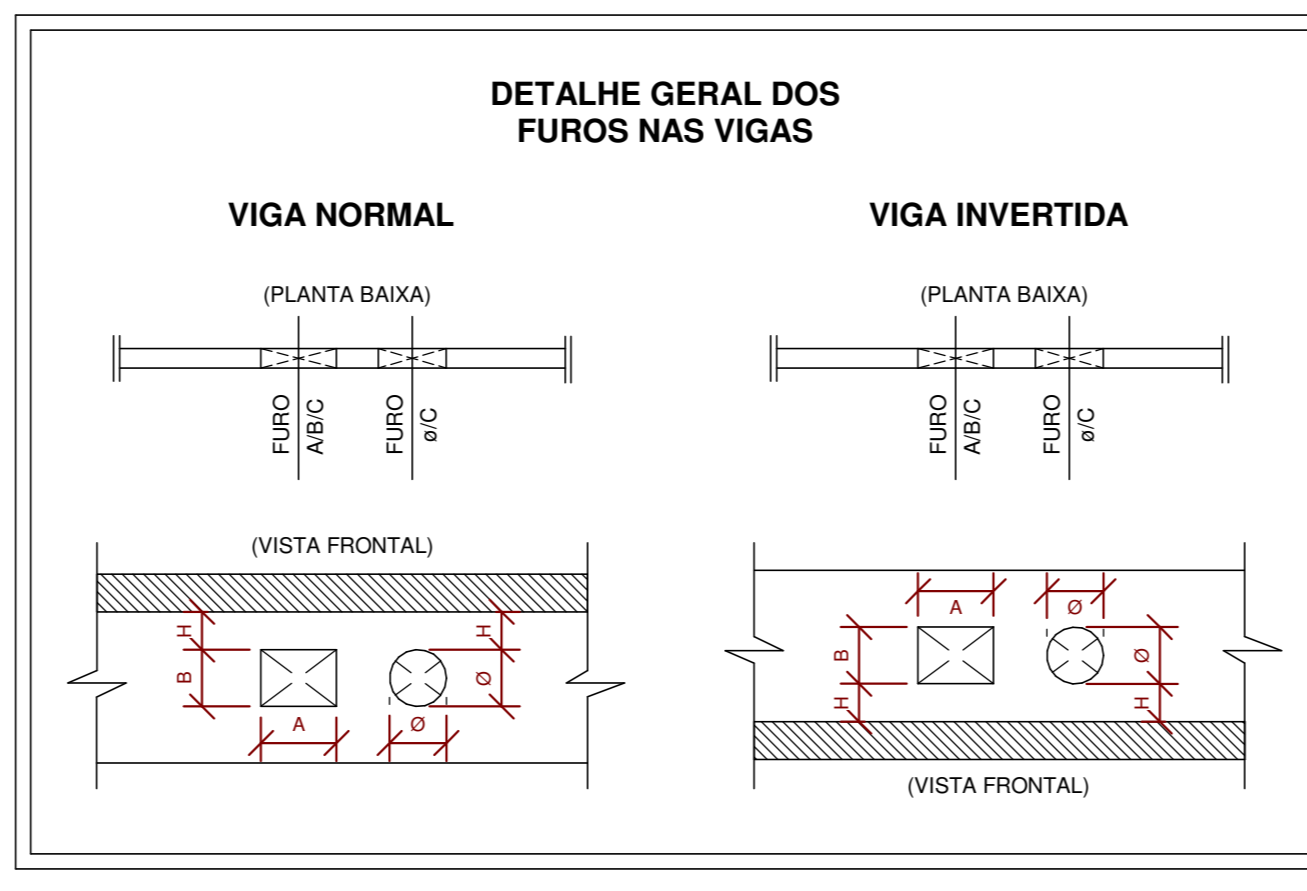 DETALHE GERAL DOS
FUROS NAS VIGAS
VIGA NORMAL
(PLANTA BAIXA)
FURO
A/B/C
FURO
ø/C
(VISTA FRONTAL)
H
B
A
H
Ø
Ø
VIGA INVERTIDA
(PLANTA BAIXA)
FURO
A/B/C
FURO
ø/C
A
Ø
B
H
Ø
H
(VISTA FRONTAL)